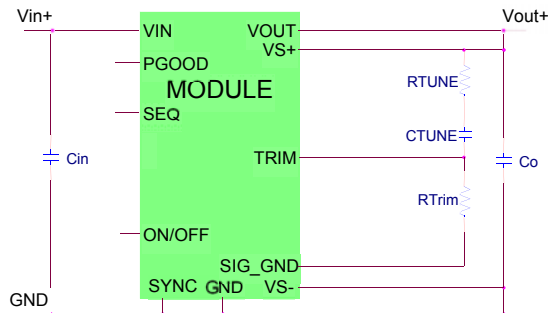 Vin+
Vout+
VIN
VOUT
VS+
PGOOD
RTUNE
MODULE
SEQ
CTUNE
Cin
TRIM
Co
RTrim
ON/OFF
SIG_GND
SYNC
GND
VS-
GND